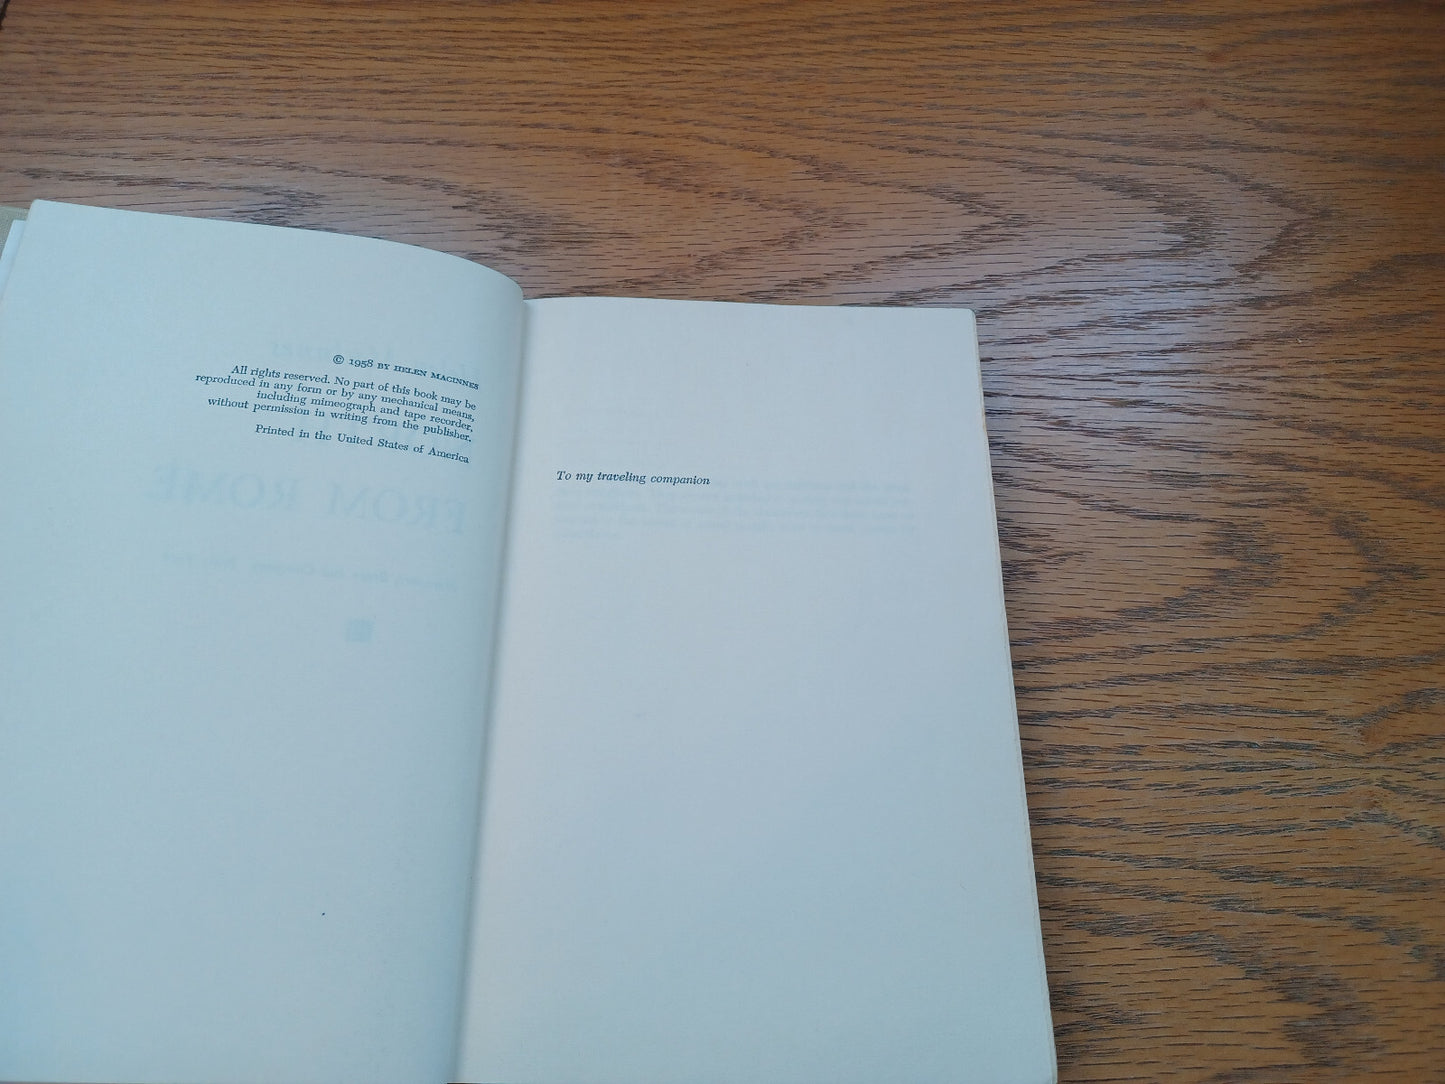 © 1958 BY HELEN MACINNES
All rights reserved. No part of this book may be
reproduced in any form or by any mechanical means,
including mimeograph and tape recorder,
without permission in writing from the publisher.
Printed in the United States of America
FROM ROME
To my traveling companion